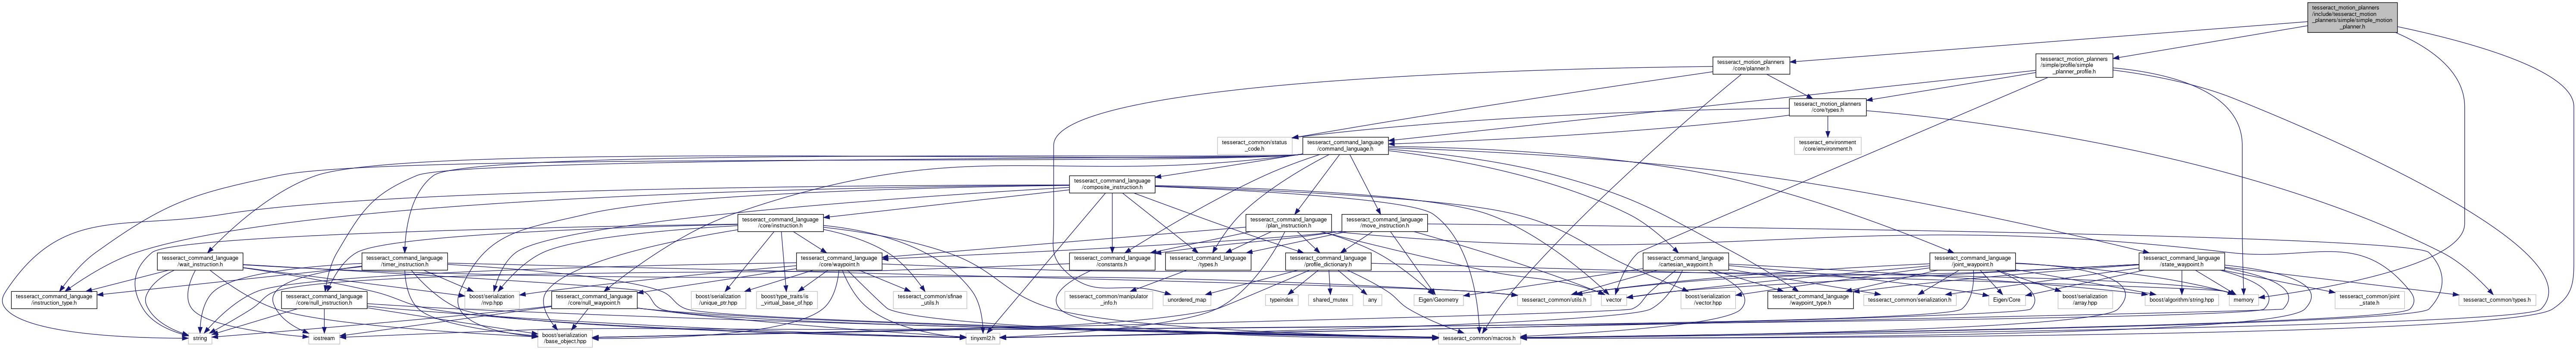 tesseract_motion_planners
/include/tesseract_motion
_planners/simple/simple_motion
_planner.h
tesseract_motion_planners
/core/planner.h
tesseract_motion_planners
/simple/profile/simple
_planner_profile.h
tesseract_motion_planners
/core/types.h
tesseract_common/status
_code.h
tesseract_command_language
/command_language.h
tesseract_environment
/core/environment.h
tesseract_command_language
/composite_instruction.h
tesseract_command_language
/core/instruction.h
tesseract_command_language
/plan_instruction.h
tesseract_command_language
/move_instruction.h
tesseract_command_language
/wait_instruction.h
tesseract_command_language
/timer_instruction.h
tesseract_command_language
/core/waypoint.h
tesseract_command_language
/constants.h
tesseract_command_language
/types.h
tesseract_command_language
/profile_dictionary.h
tesseract_command_language
/cartesian_waypoint.h
tesseract_command_language
/joint_waypoint.h
tesseract_command_language
/state_waypoint.h
tesseract_command_language
/instruction_type.h
tesseract_command_language
/core/null_instruction.h
boost/serialization
/nvp.hpp
tesseract_command_language
/core/null_waypoint.h
boost/serialization
/unique_ptr.hpp
boost/type_traits/is
_virtual_base_of.hpp
tesseract_common/sfinae
_utils.h
tesseract_common/manipulator
_info.h
unordered_map
typeindex
shared_mutex
any
Eigen/Geometry
tesseract_common/utils.h
vector
boost/serialization
/vector.hpp
tesseract_command_language
/waypoint_type.h
tesseract_common/serialization.h
Eigen/Core
boost/serialization
/array.hpp
boost/algorithm/string.hpp
memory
tesseract_common/joint
_state.h
tesseract_common/types.h
string
iostream
boost/serialization
/base_object.hpp
tinyxml2.h
tesseract_common/macros.h